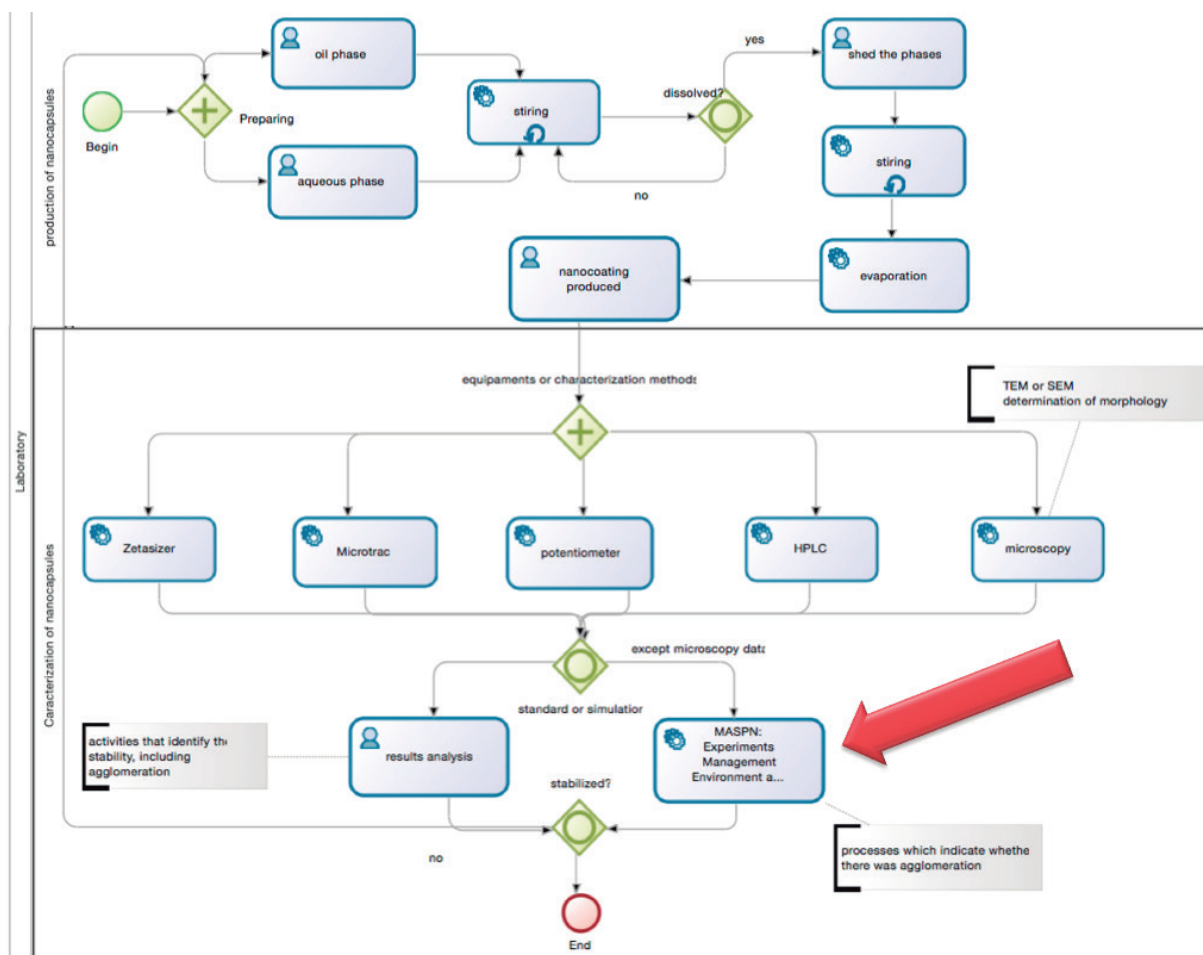 Laboratory
production of nanocapsules
Begin
Preparing
oil phase
aqueous phase
stiring
dissolved?
yes
no
shed the phases
stiring
evaporation
nanocoating
produced
Caracterization of nanocapsules
equipaments or characterization methods
TEM or SEM
determination of morphology
Zetasizer
Microtrac
potentiometer
HPLC
microscopy
except microscopy data
standard or simulation
activities that identify the
stability, including
agglomeration
results analysis
MASPN:
Experiments
Management
Environment a...
stabilized?
no
processes which indicate whethe
there was agglomeration
End